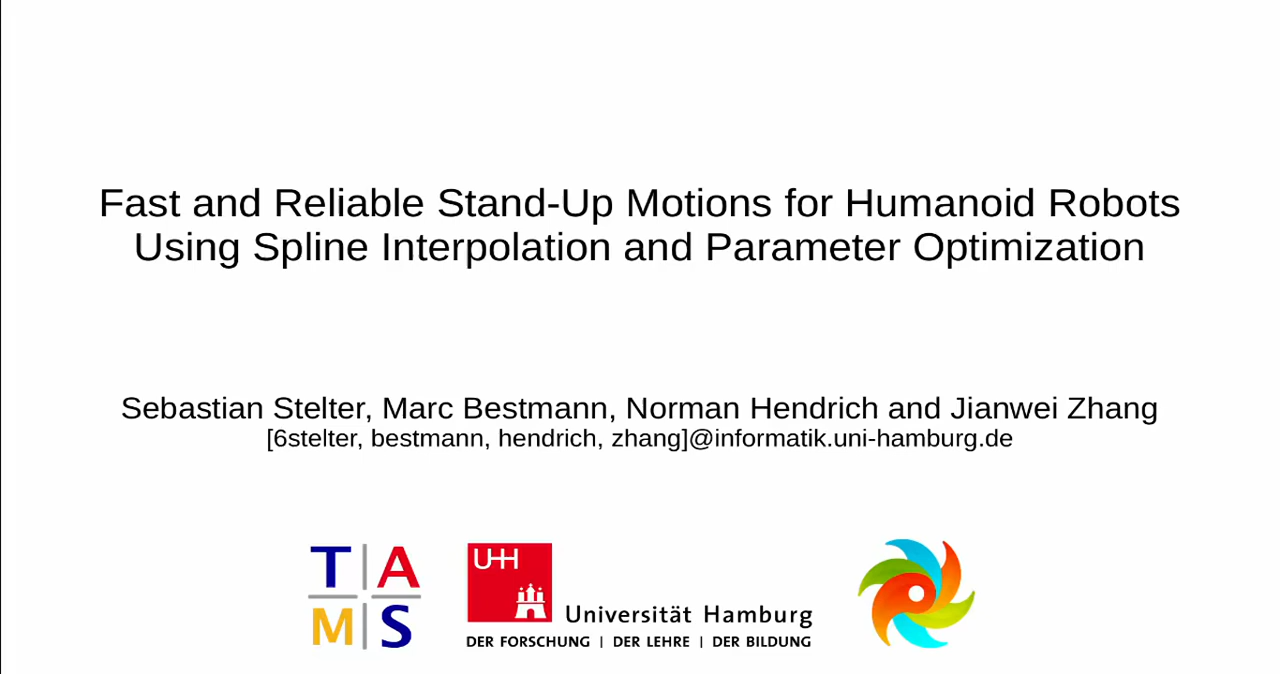 Fast and Reliable Stand-Up Motions for Humanoid Robots
Using Spline Interpolation and Parameter Optimization
Sebastian Stelter, Marc Bestmann, Norman Hendrich and Jianwei Zhang
[6stelter, bestmann, hendrich, zhang]@informatik.uni-hamburg.de
T A
M S
UHH
Universität Hamburg
DER FORSCHUNG | DER LEHRE | DER BILDUNG